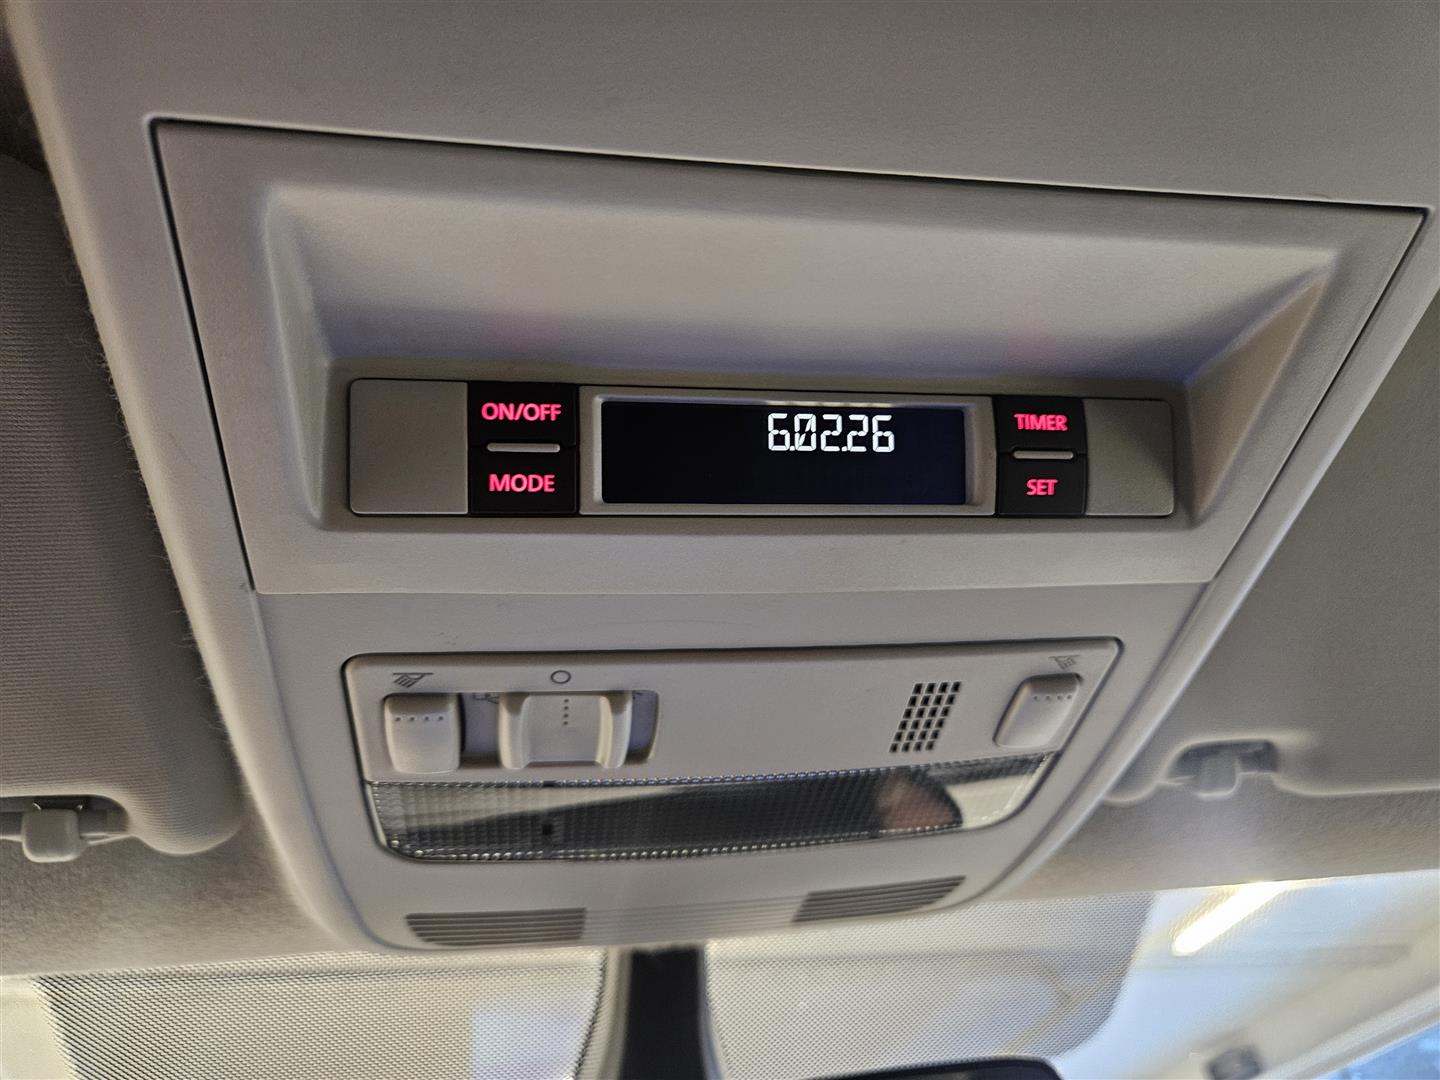 ON/OFF
MODE
6.02.26
TIMER
SET